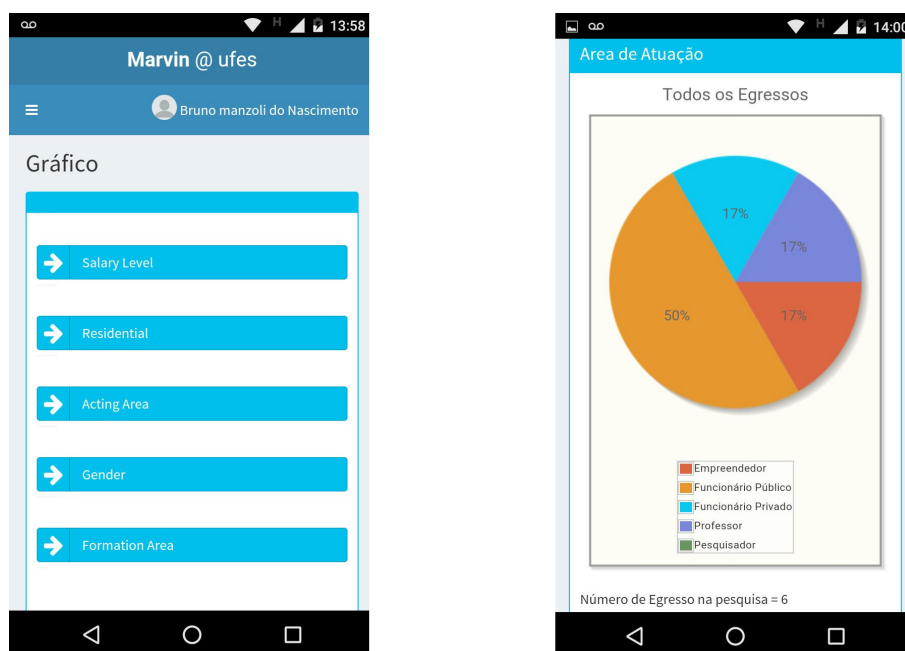 H 13:58
Marvin @ ufes
Bruno manzoli do Nascimento
Gráfico
Salary Level
Residential
Acting Area
Gender
Formation Area
H 14:00
Area de Atuação
Todos os Egressos
17%
17%
50%
17%
Empreendedor
Funcionário Público
Funcionário Privado
Professor
Pesquisador
Número de Egresso na pesquisa = 6